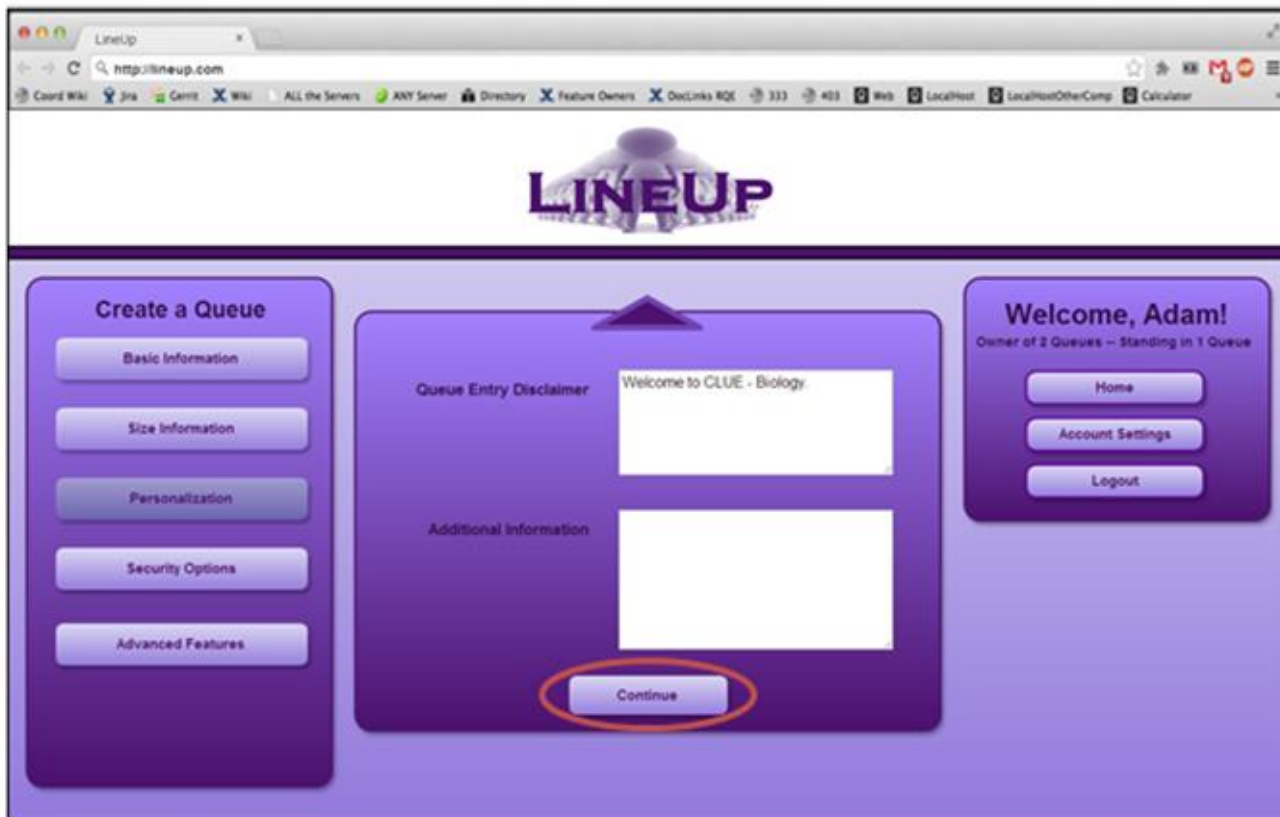 LineUp
http://lineup.com
Coord Wiki Jira Gerrit Wiki ALL the Servers ANY Server Directory Feature Owners DocLinks RQE 333 403 Web LocalHost LocalHostOtherComp Calculator
LINEUP
Create a Queue
Basic Information
Size Information
Personalization
Security Options
Advanced Features
Queue Entry Disclaimer
Welcome to CLUE - Biology.
Additional Information
Continue
Welcome, Adam!
Owner of 2 Queues -- Standing in 1 Queue
Home
Account Settings
Logout